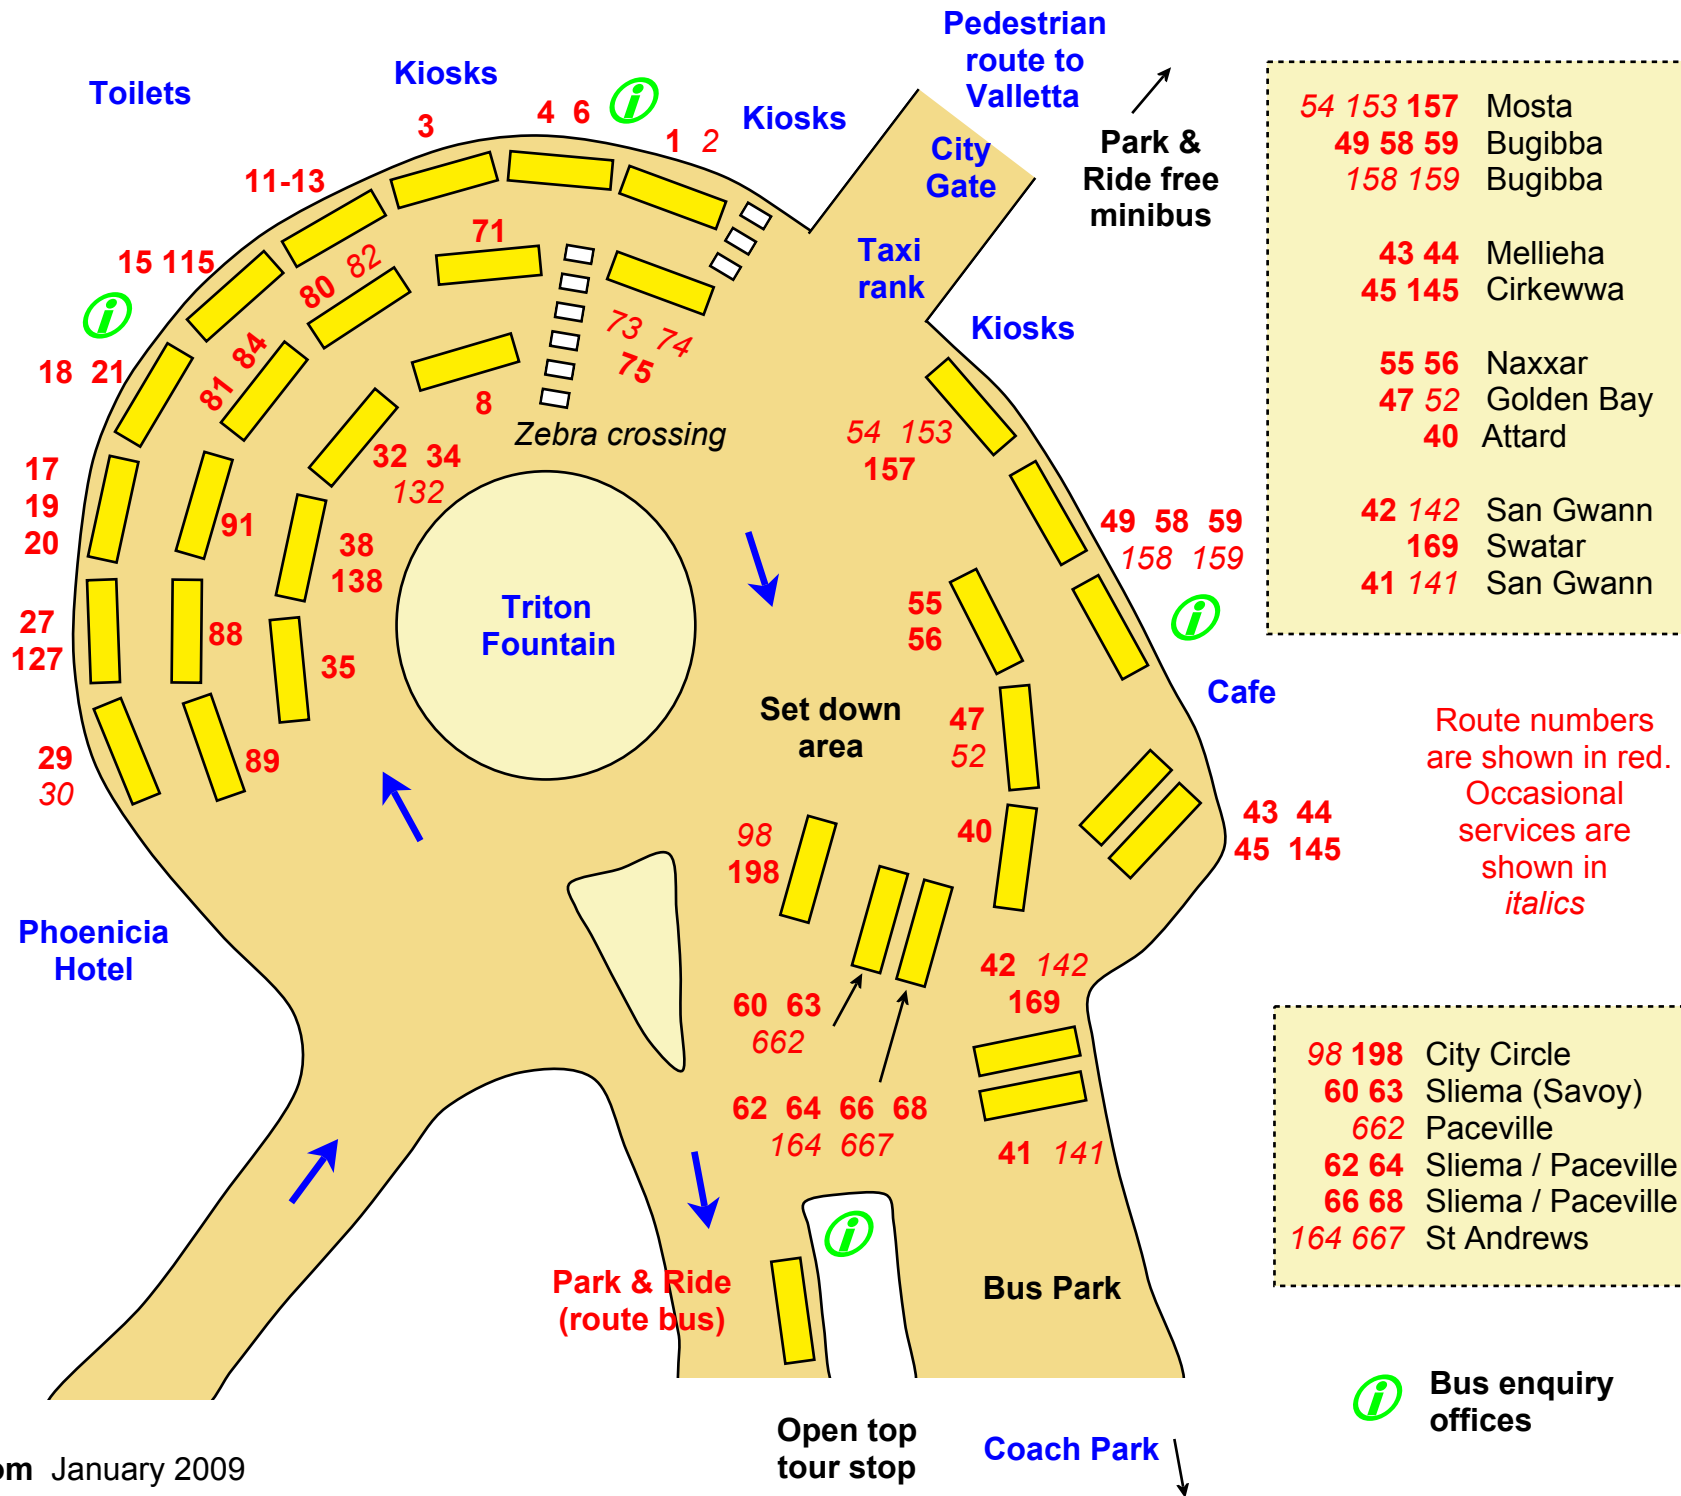 Pedestrian
route to
Valletta
Toilets
Kiosks
Kiosks
City
Gate
Park &
Ride free
minibus
3
4 6
1 2
11-13
15 115
71
80 82
Taxi
rank
73 74
75
Kiosks
18 21
81 84
8
Zebra crossing
32 34
132
54 153
157
17
19
20
91
38
138
49 58 59
158 159
27
127
88
35
Triton
Fountain
55
56
Cafe
Set down
area
47
52
29
30
89
98
198
40
43 44
45 145
Phoenicia
Hotel
60 63
662
42 142
169
62 64 66 68
164 667
41 141
Park & Ride
(route bus)
Bus Park
Open top
tour stop
Coach Park
54 153 157 Mosta
49 58 59 Bugibba
158 159 Bugibba
43 44 Mellieha
45 145 Cirkewwa
55 56 Naxxar
47 52 Golden Bay
40 Attard
42 142 San Gwann
169 Swatar
41 141 San Gwann
Route numbers
are shown in red.
Occasional
services are
shown in
italics
98 198 City Circle
60 63 Sliema (Savoy)
662 Paceville
62 64 Sliema / Paceville
66 68 Sliema / Paceville
164 667 St Andrews
Bus enquiry
offices
om January 2009